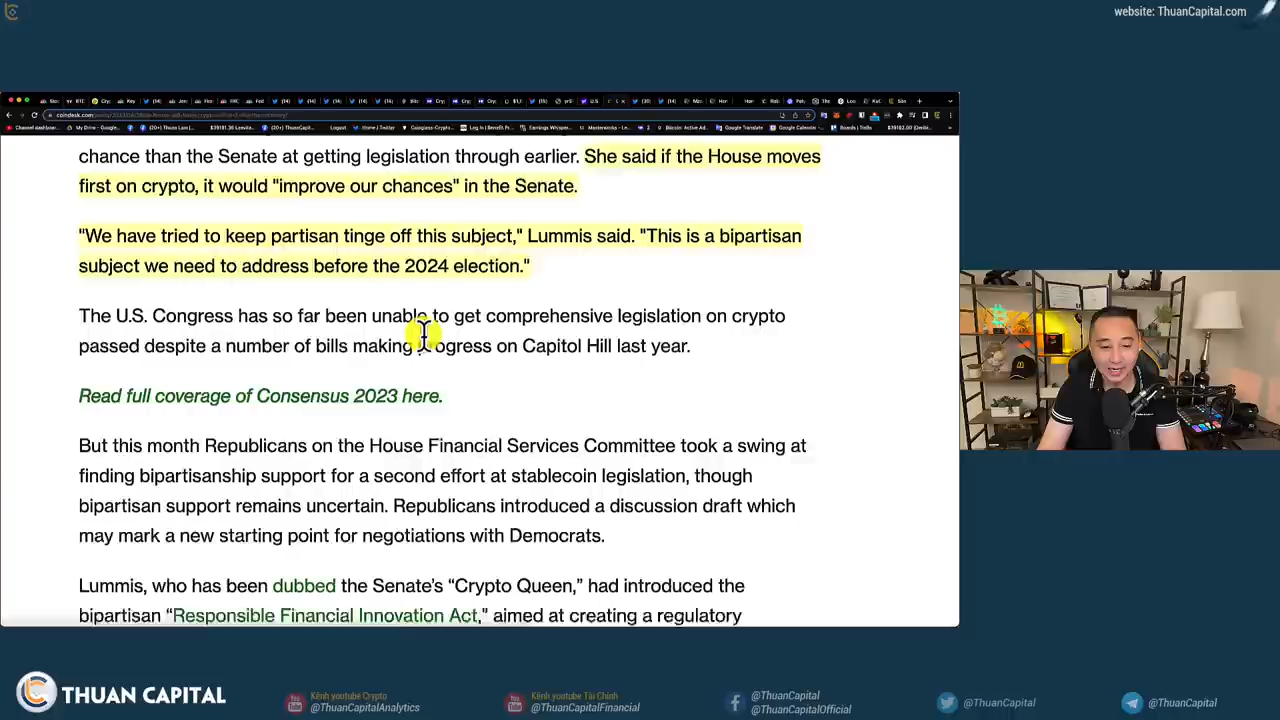 website: ThuanCapital.com
chance than the Senate at getting legislation through earlier. She said if the House moves
first on crypto, it would "improve our chances" in the Senate.
"We have tried to keep partisan tinge off this subject," Lummis said. "This is a bipartisan
subject we need to address before the 2024 election."
The U.S. Congress has so far been unable to get comprehensive legislation on crypto
passed despite a number of bills making progress on Capitol Hill last year.
Read full coverage of Consensus 2023 here.
But this month Republicans on the House Financial Services Committee took a swing at
finding bipartisanship support for a second effort at stablecoin legislation, though
bipartisan support remains uncertain. Republicans introduced a discussion draft which
may mark a new starting point for negotiations with Democrats.
Lummis, who has been dubbed the Senate's “Crypto Queen,” had introduced the
bipartisan “Responsible Financial Innovation Act,” aimed at creating a regulatory
THUAN CAPITAL
Kênh youtube Crypto
@ThuanCapitalAnalytics
Kênh youtube Tài Chính
@ThuanCapitalFinancial
@ThuanCapital
@ThuanCapitalOfficial
@ThuanCapital
@ThuanCapital